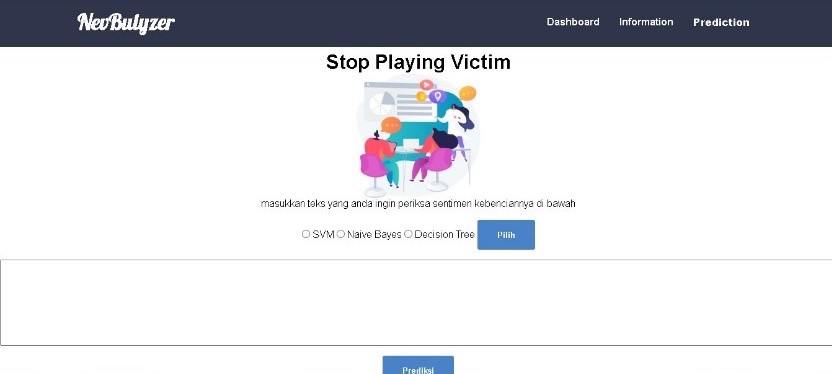 NevBulyzer
Dashboard Information Prediction
Stop Playing Victim
masukkan teks yang anda ingin periksa sentimen kebenciannya di bawah
SVM Naive Bayes Decision Tree Pilih
Prediksi